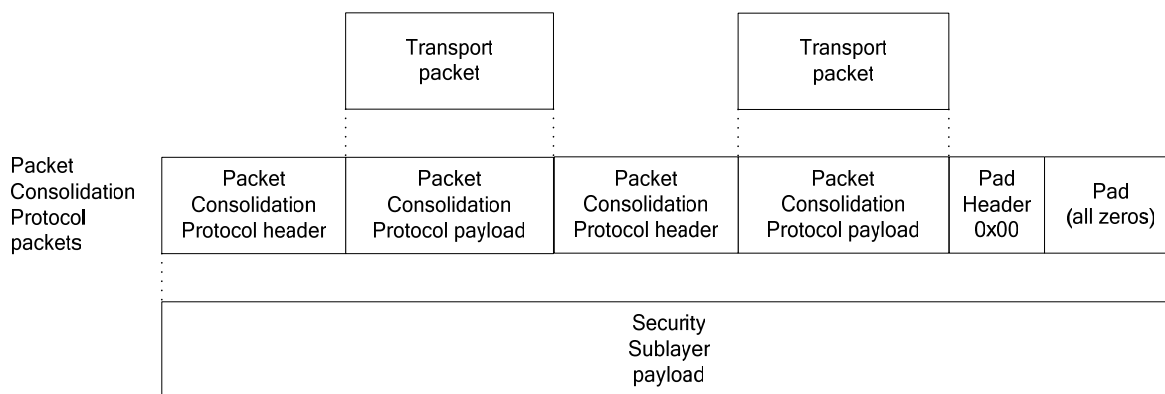 Transport
packet
Transport
packet
Packet
Consolidation
Protocol
packets
Packet
Consolidation
Protocol header
Packet
Consolidation
Protocol payload
Packet
Consolidation
Protocol header
Packet
Consolidation
Protocol payload
Pad
Header
0x00
Pad
(all zeros)
Security
Sublayer
payload